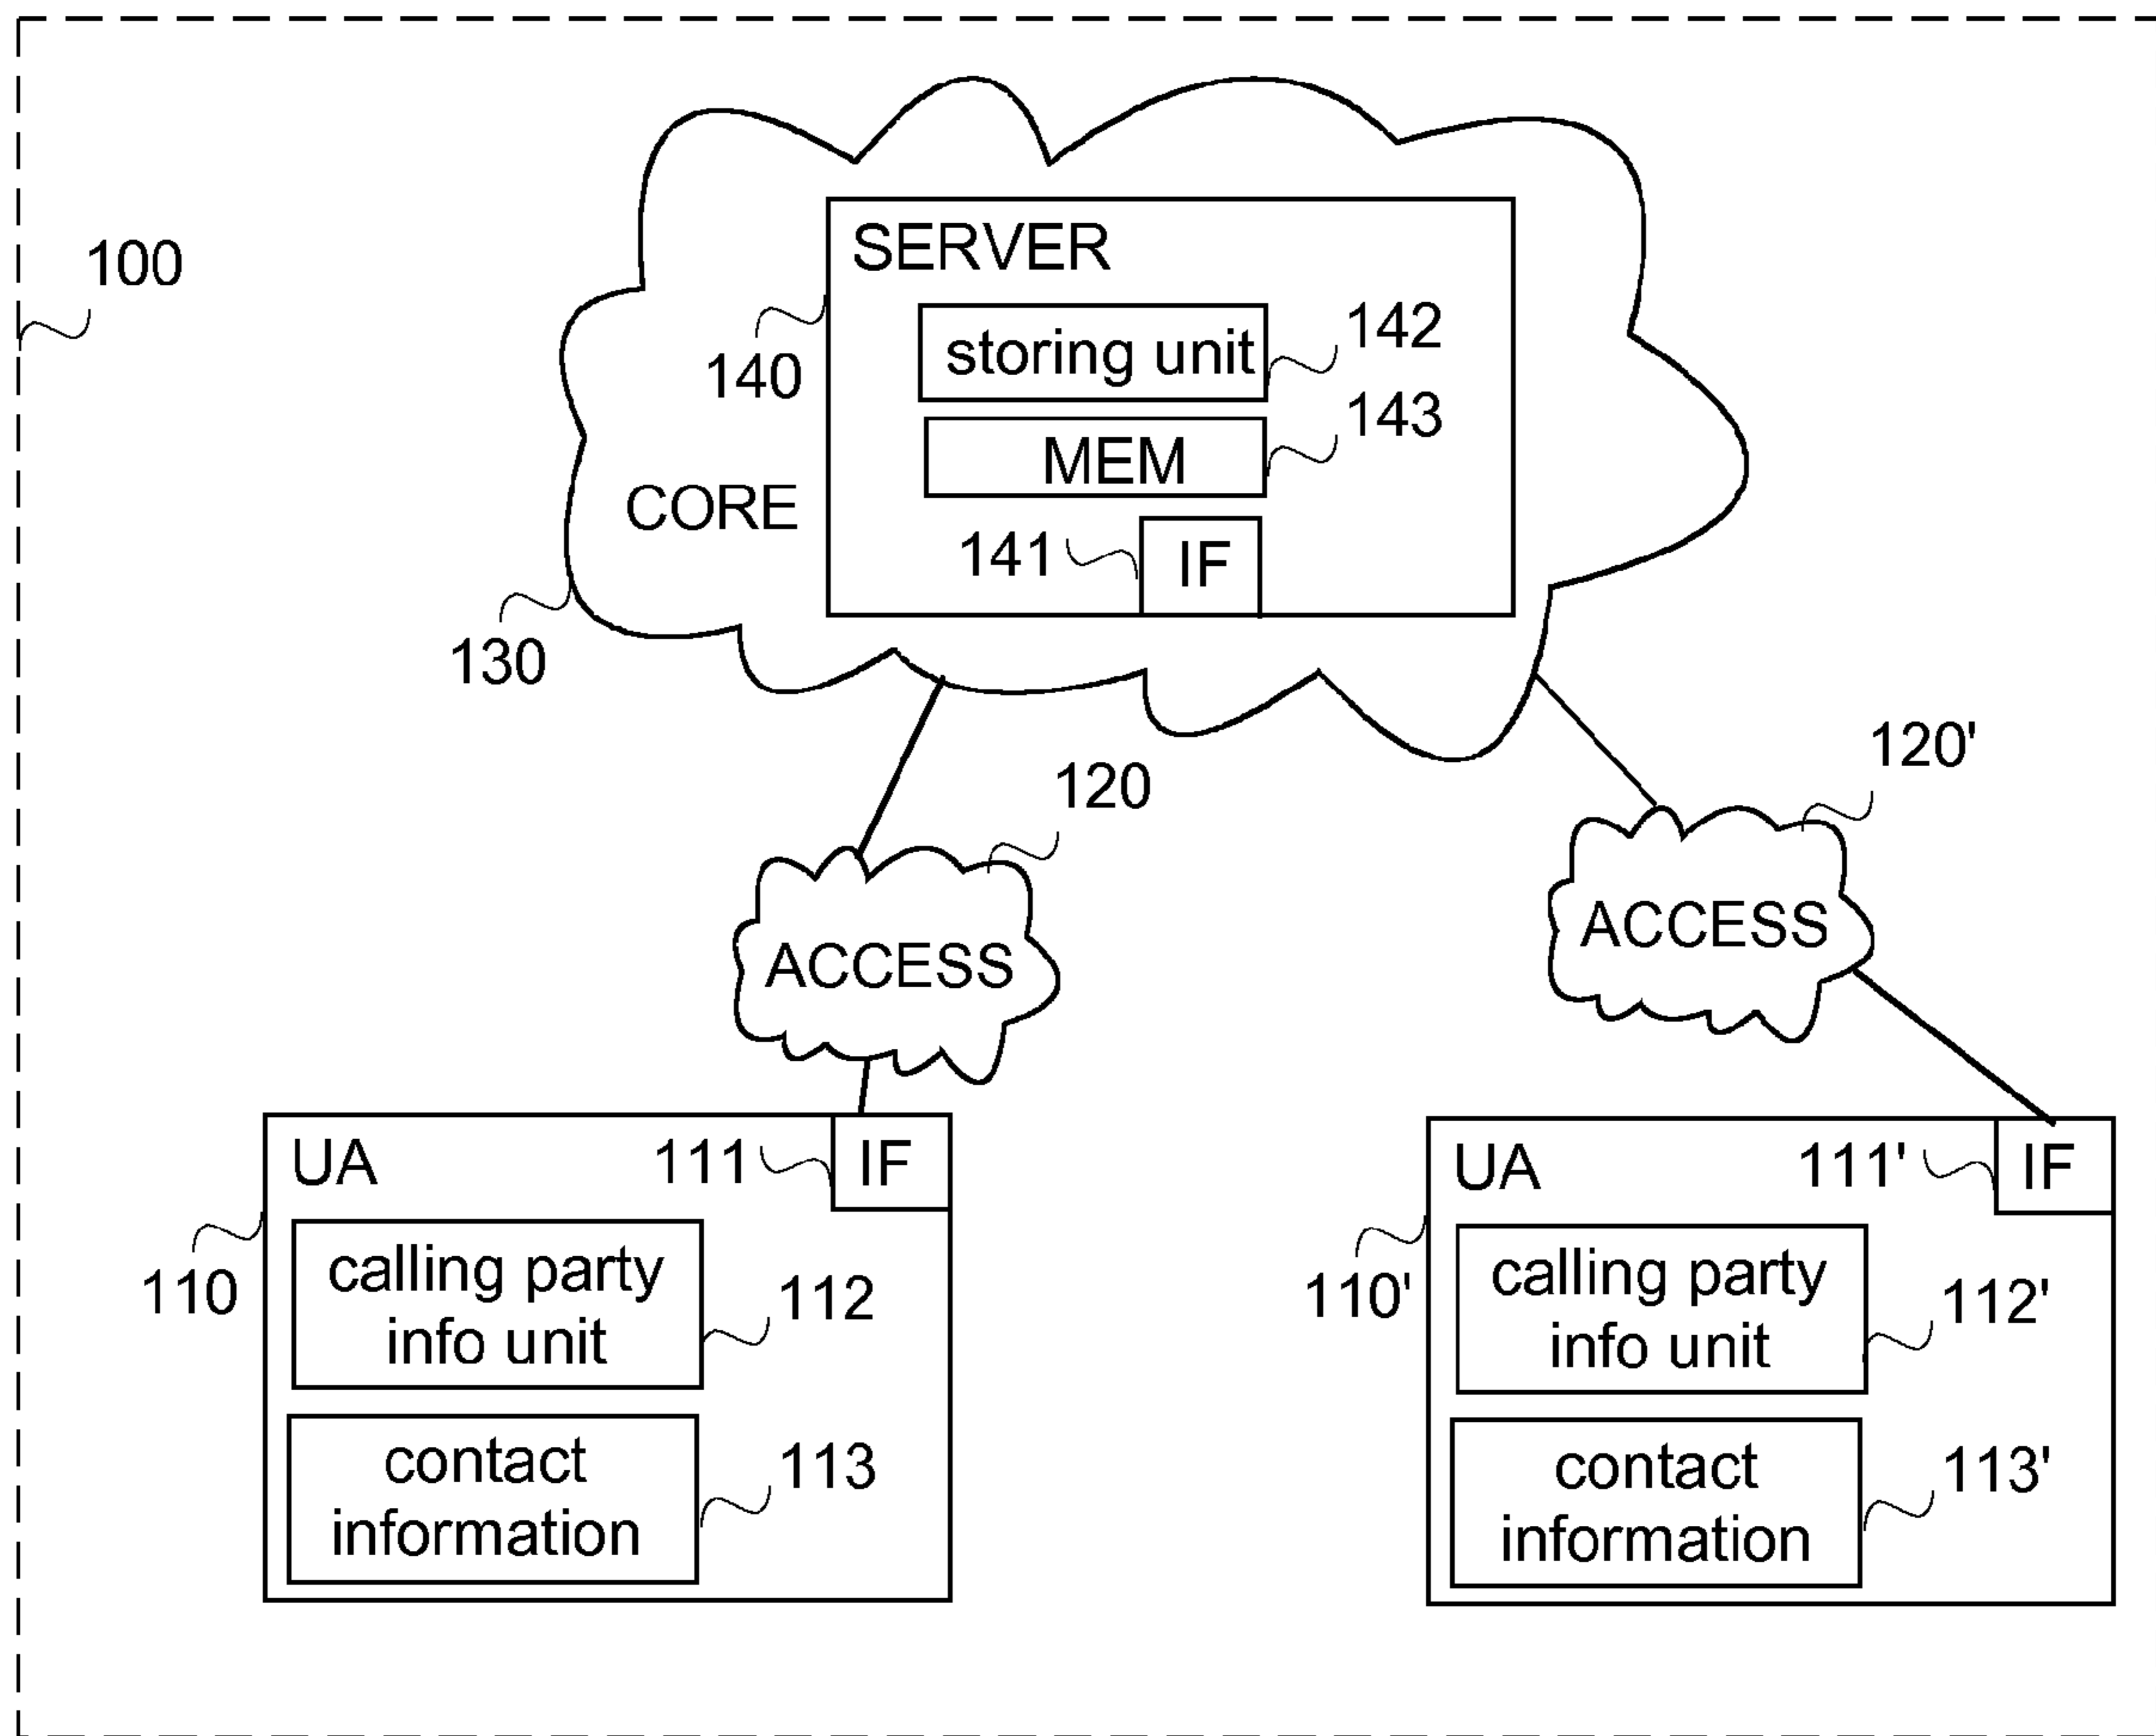 100
SERVER
storing unit
142
140
MEM
143
CORE
141
IF
130
120
120'
ACCESS
ACCESS
UA
111
IF
110
calling party
info unit
112
contact
information
113
UA
111'
IF
110'
calling party
info unit
112'
contact
information
113'